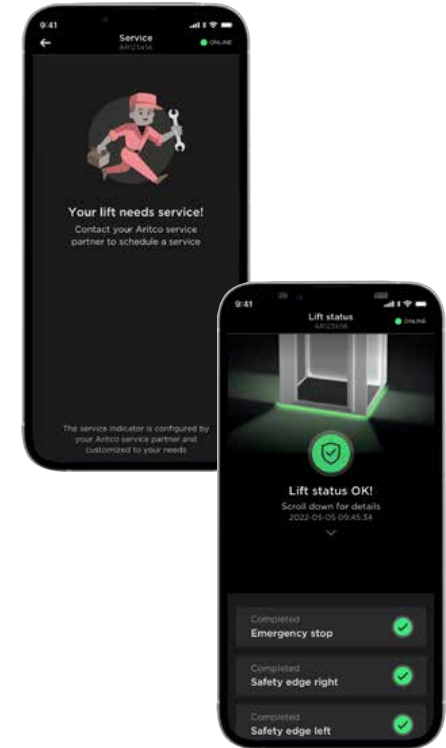 9:41
Service
AR123456
ONLINE
Your lift needs service!
Contact your Aritco service
partner to schedule a service
The service indicator is configured by
your Aritco service partner and
customized to your needs
9:41
Lift status
AR123456
ONLINE
Lift status OK!
Scroll down for details
2022-05-05 09:45:34
Completed
Emergency stop
Completed
Safety edge right
Completed
Safety edge left